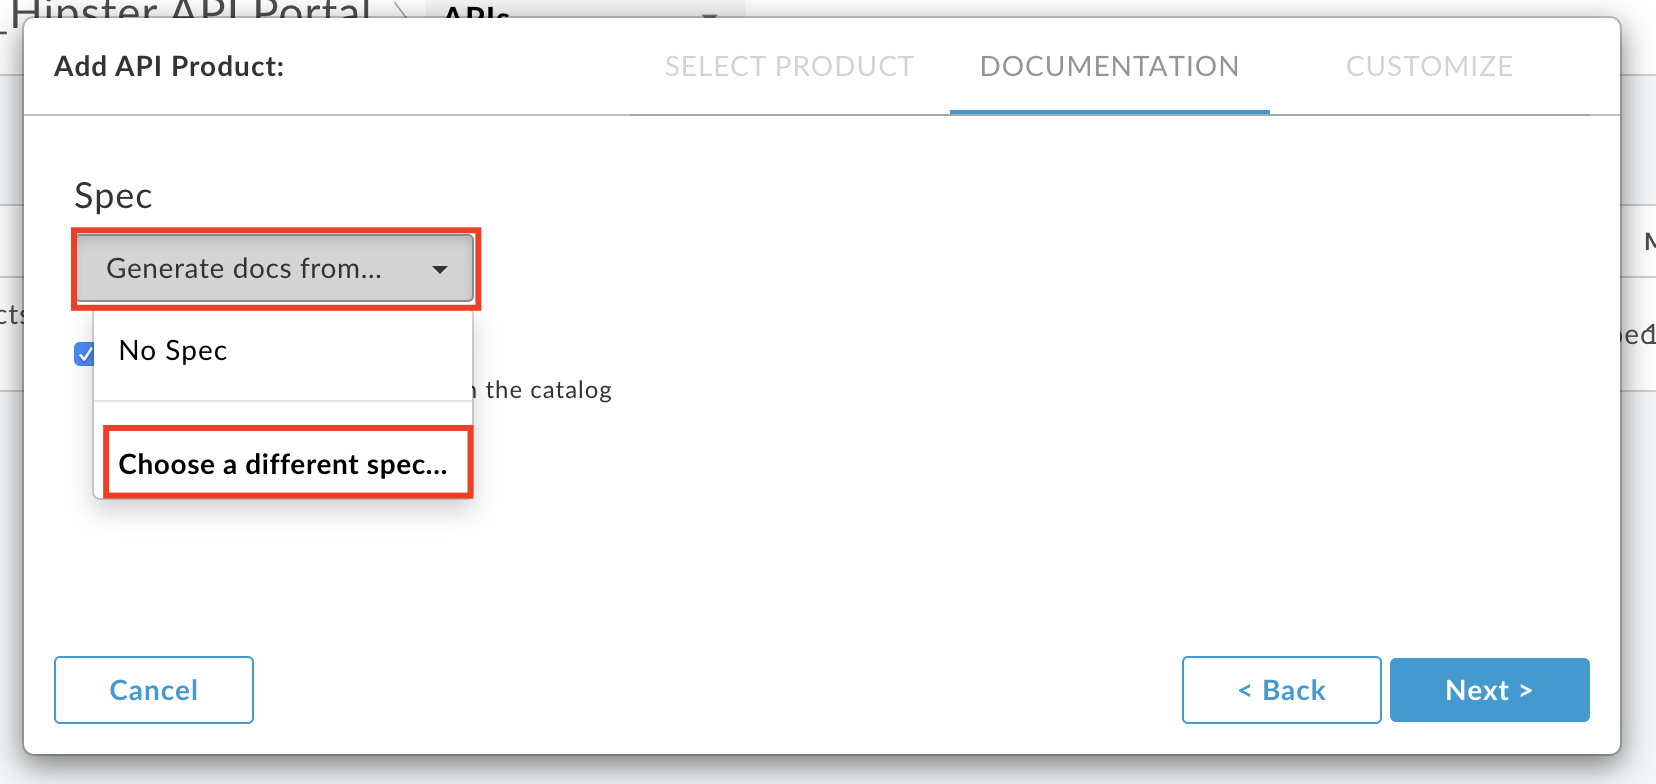 _Hipster API Portal
APIs
Add API Product:
SELECT PRODUCT
DOCUMENTATION
CUSTOMIZE
Spec
Generate docs from...
No Spec
the catalog
Choose a different spec...
Cancel
< Back
Next >